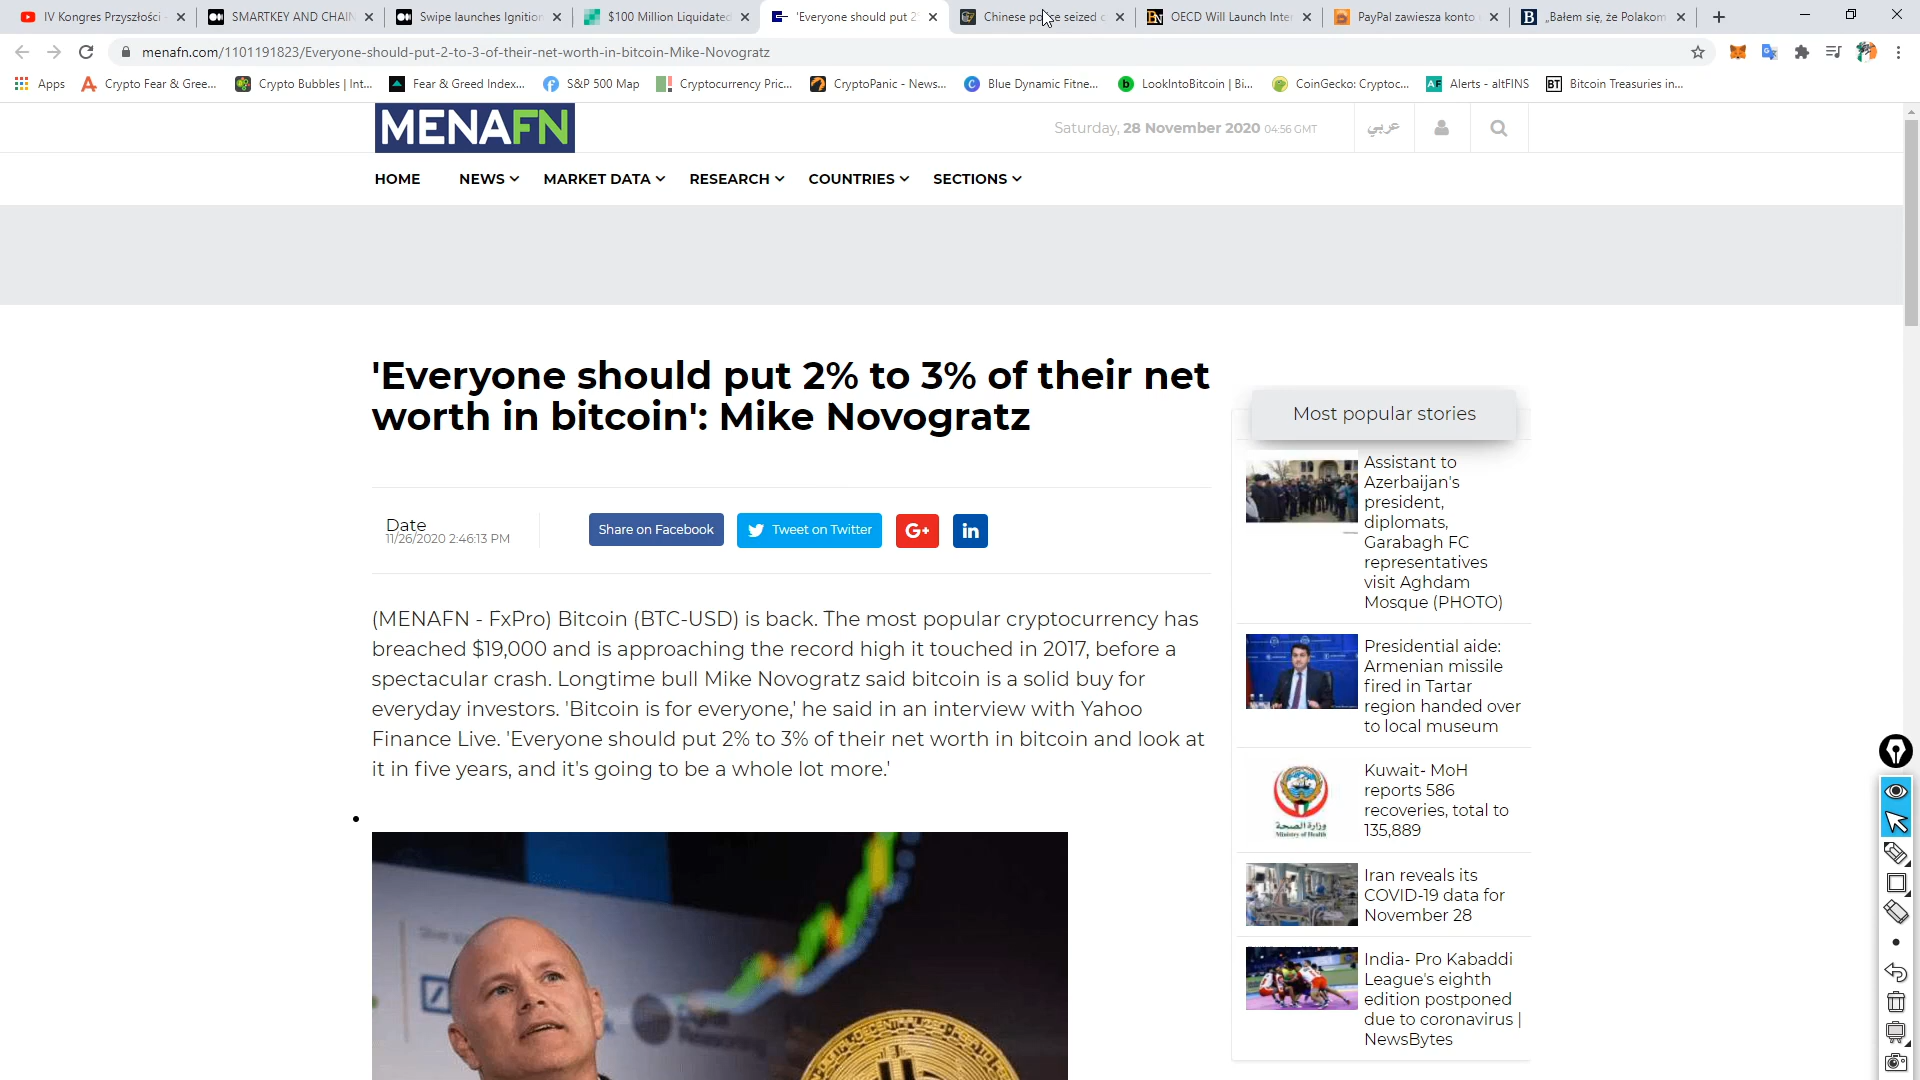 IV Kongres Przyszłości
SMARTKEY AND CHAIN
Swipe launches Ignition
$100 Million Liquidated
'Everyone should put 2
Chinese seized
OECD Will Launch Inte
PayPal zawiesza konto
„Bałem się, że Polakom
menafn.com/1101191823/Everyone-should-put-2-to-3-of-their-net-worth-in-bitcoin-Mike-Novogratz
Apps
Crypto Fear & Gree...
Crypto Bubbles | Int...
Fear & Greed Index...
S&P 500 Map
Cryptocurrency Pric...
CryptoPanic - News...
Blue Dynamic Fitne...
LookIntoBitcoin | Bi...
CoinGecko: Cryptoc...
Alerts - altFINS
Bitcoin Treasuries in...
MENAFN
Saturday, 28 November 2020 04:56 GMT
عربي
HOME NEWS MARKET DATA RESEARCH COUNTRIES SECTIONS
'Everyone should put 2% to 3% of their net
worth in bitcoin': Mike Novogratz
Date
11/26/2020 2:46:13 PM
Share on Facebook
Tweet on Twitter
G+
in
(MENAFN - FxPro) Bitcoin (BTC-USD) is back. The most popular cryptocurrency has
breached $19,000 and is approaching the record high it touched in 2017, before a
spectacular crash. Longtime bull Mike Novogratz said bitcoin is a solid buy for
everyday investors. 'Bitcoin is for everyone,' he said in an interview with Yahoo
Finance Live. 'Everyone should put 2% to 3% of their net worth in bitcoin and look at
it in five years, and it's going to be a whole lot more.'
Most popular stories
Assistant to
Azerbaijan's
president,
diplomats,
Garabagh FC
representatives
visit Aghdam
Mosque (PHOTO)
Presidential aide:
Armenian missile
fired in Tartar
region handed over
to local museum
Kuwait- MoH
reports 586
recoveries, total to
135,889
وزارة الصحة
Ministry of Health
Iran reveals its
COVID-19 data for
November 28
India- Pro Kabaddi
League's eighth
edition postponed
due to coronavirus |
NewsBytes